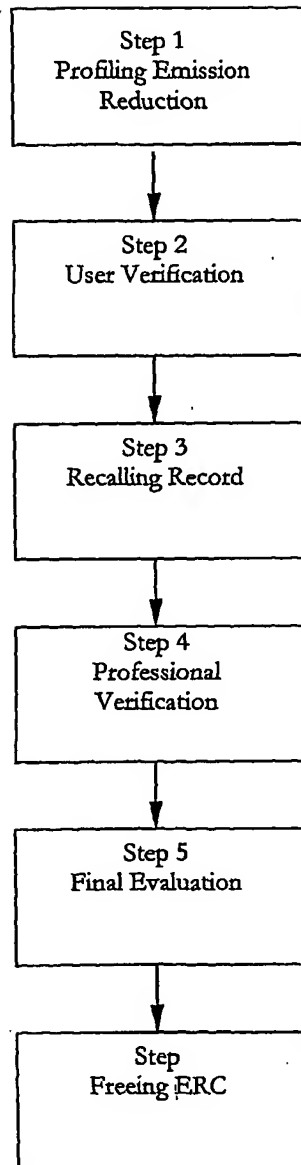 Step 1
Profiling Emission
Reduction
Step 2
User Verification
Step 3
Recalling Record
Step 4
Professional
Verification
Step 5
Final Evaluation
Step
Freeing ERC